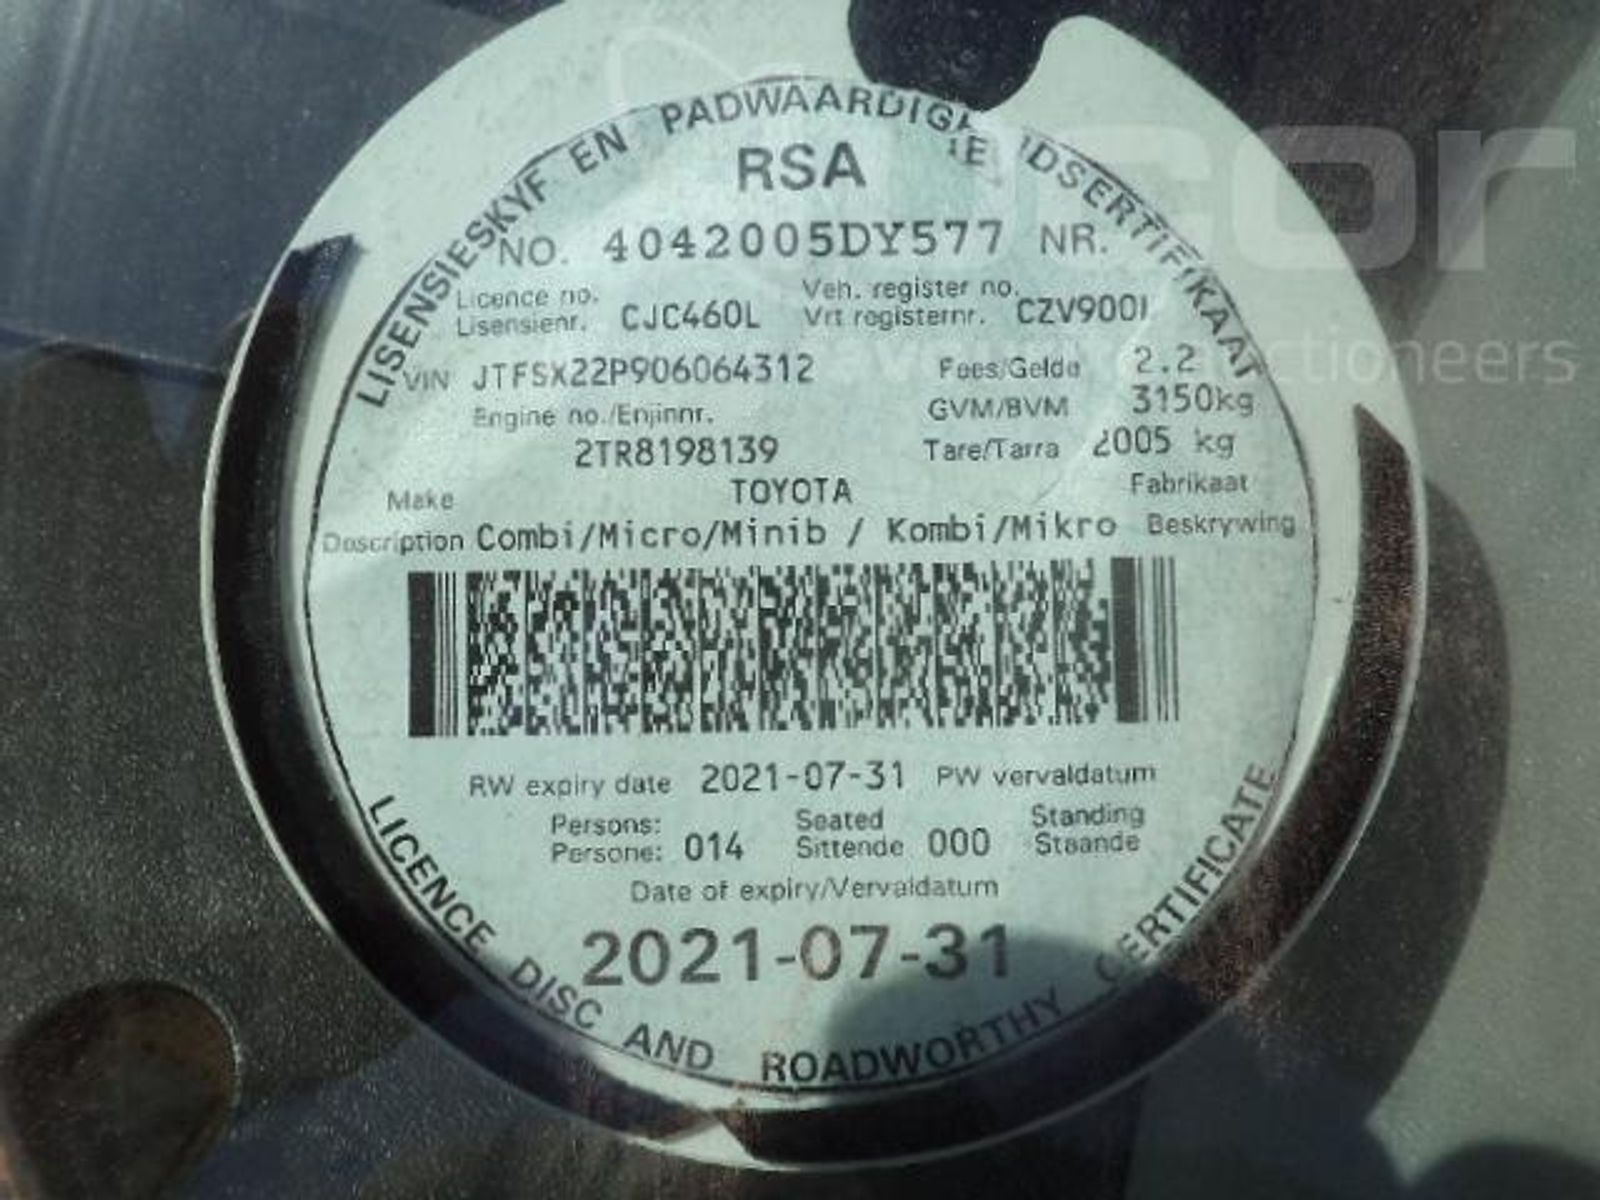 LISENSIESKYF EN PADWAARDIGHEIDSERTIFIKAAT
RSA
NO. 4042005DY577 NR.
Licence no. Veh. register no.
Lisensienr. CJC460L Vrt registernr.
VIN JTFSX22P906064312 Fees/Gelde 2.2
Engine no./Enjinnr. GVM/BVM 3150kg
2TR8198139 Tare/Tarra 2005 kg
Make TOYOTA Fabrikaat
Description Combi/Micro/Minib / Kombi/Mikro Beskrywing
RW expiry date 2021-07-31 PW vervaldatum
Persons: Seated Standing
Persone: 014 Sittende 000 Staande
Date of expiry/Vervaldatum
2021-07-31
LICENCE DISC AND ROADWORTHY CERTIFICATE